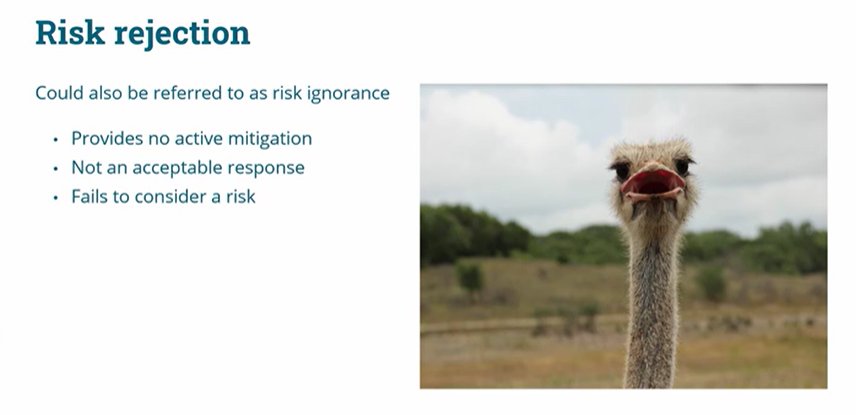 Risk rejection
Could also be referred to as risk ignorance
• Provides no active mitigation
• Not an acceptable response
• Fails to consider a risk